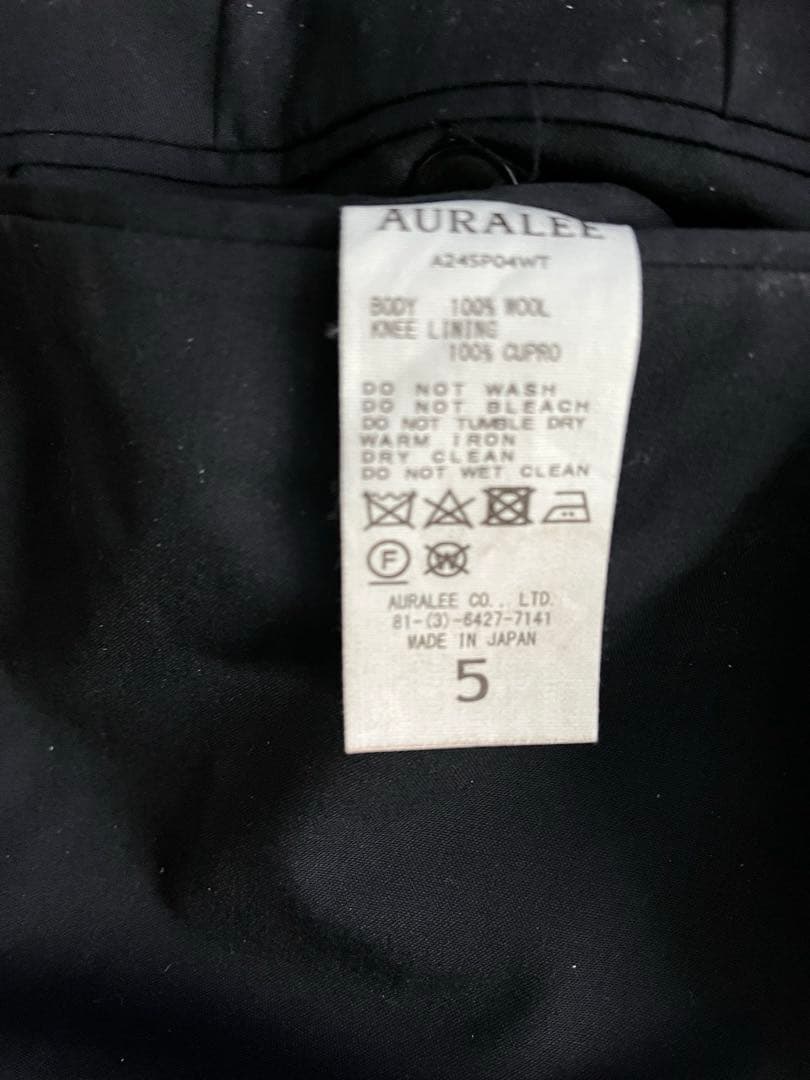 AURALEE
A24SP04WT
BODY 100% WOOL
KNEE LINING
100% CUPRO
DO NOT WASH
DO NOT BLEACH
DO NOT TUMBLE DRY
WARM IRON
DRY CLEAN
DO NOT WET CLEAN
F W
AURALEE CO., LTD.
81-(3)-6427-7141
MADE IN JAPAN
5